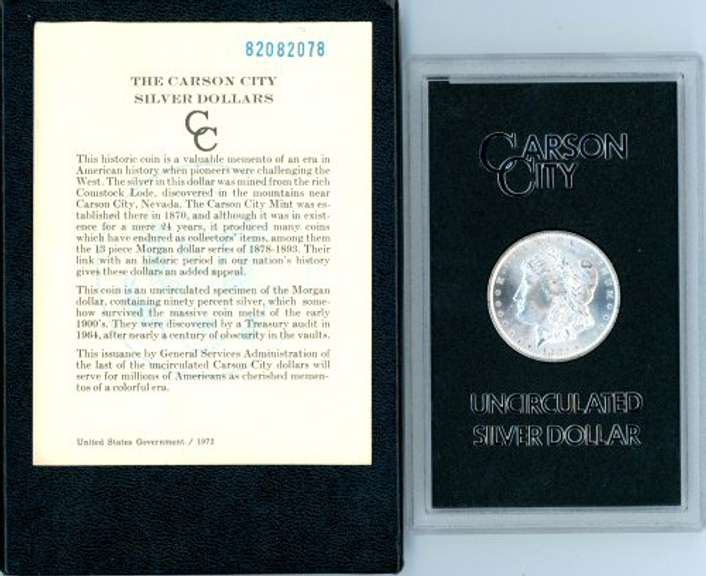 82082078
THE CARSON CITY
SILVER DOLLARS
CC
This historic coin is a valuable memento of an era in
American history when pioneers were challenging the
West. The silver in this dollar was mined from the rich
Comstock Lode, discovered in the mountains near
Carson City, Nevada. The Carson City Mint was es-
tablished there in 1870, and although it was in exist-
ence for a mere 24 years, it produced many coins
which have endured as collectors' items, among them
the 13 piece Morgan dollar series of 1878-1893. Their
link with an historic period in our nation's history
gives these dollars an added appeal.
This coin is an uncirculated specimen of the Morgan
dollar, containing ninety percent silver, which some-
how survived the massive coin melts of the early
1900's. They were discovered by a Treasury audit in
1964, after nearly a century of obscurity in the vaults.
This issuance by General Services Administration of
the last of the uncirculated Carson City dollars will
serve for millions of Americans as cherished memen-
tos of a colorful era.
United States Government / 1972
CARSON
CITY
UNCIRCULATED
SILVER DOLLAR